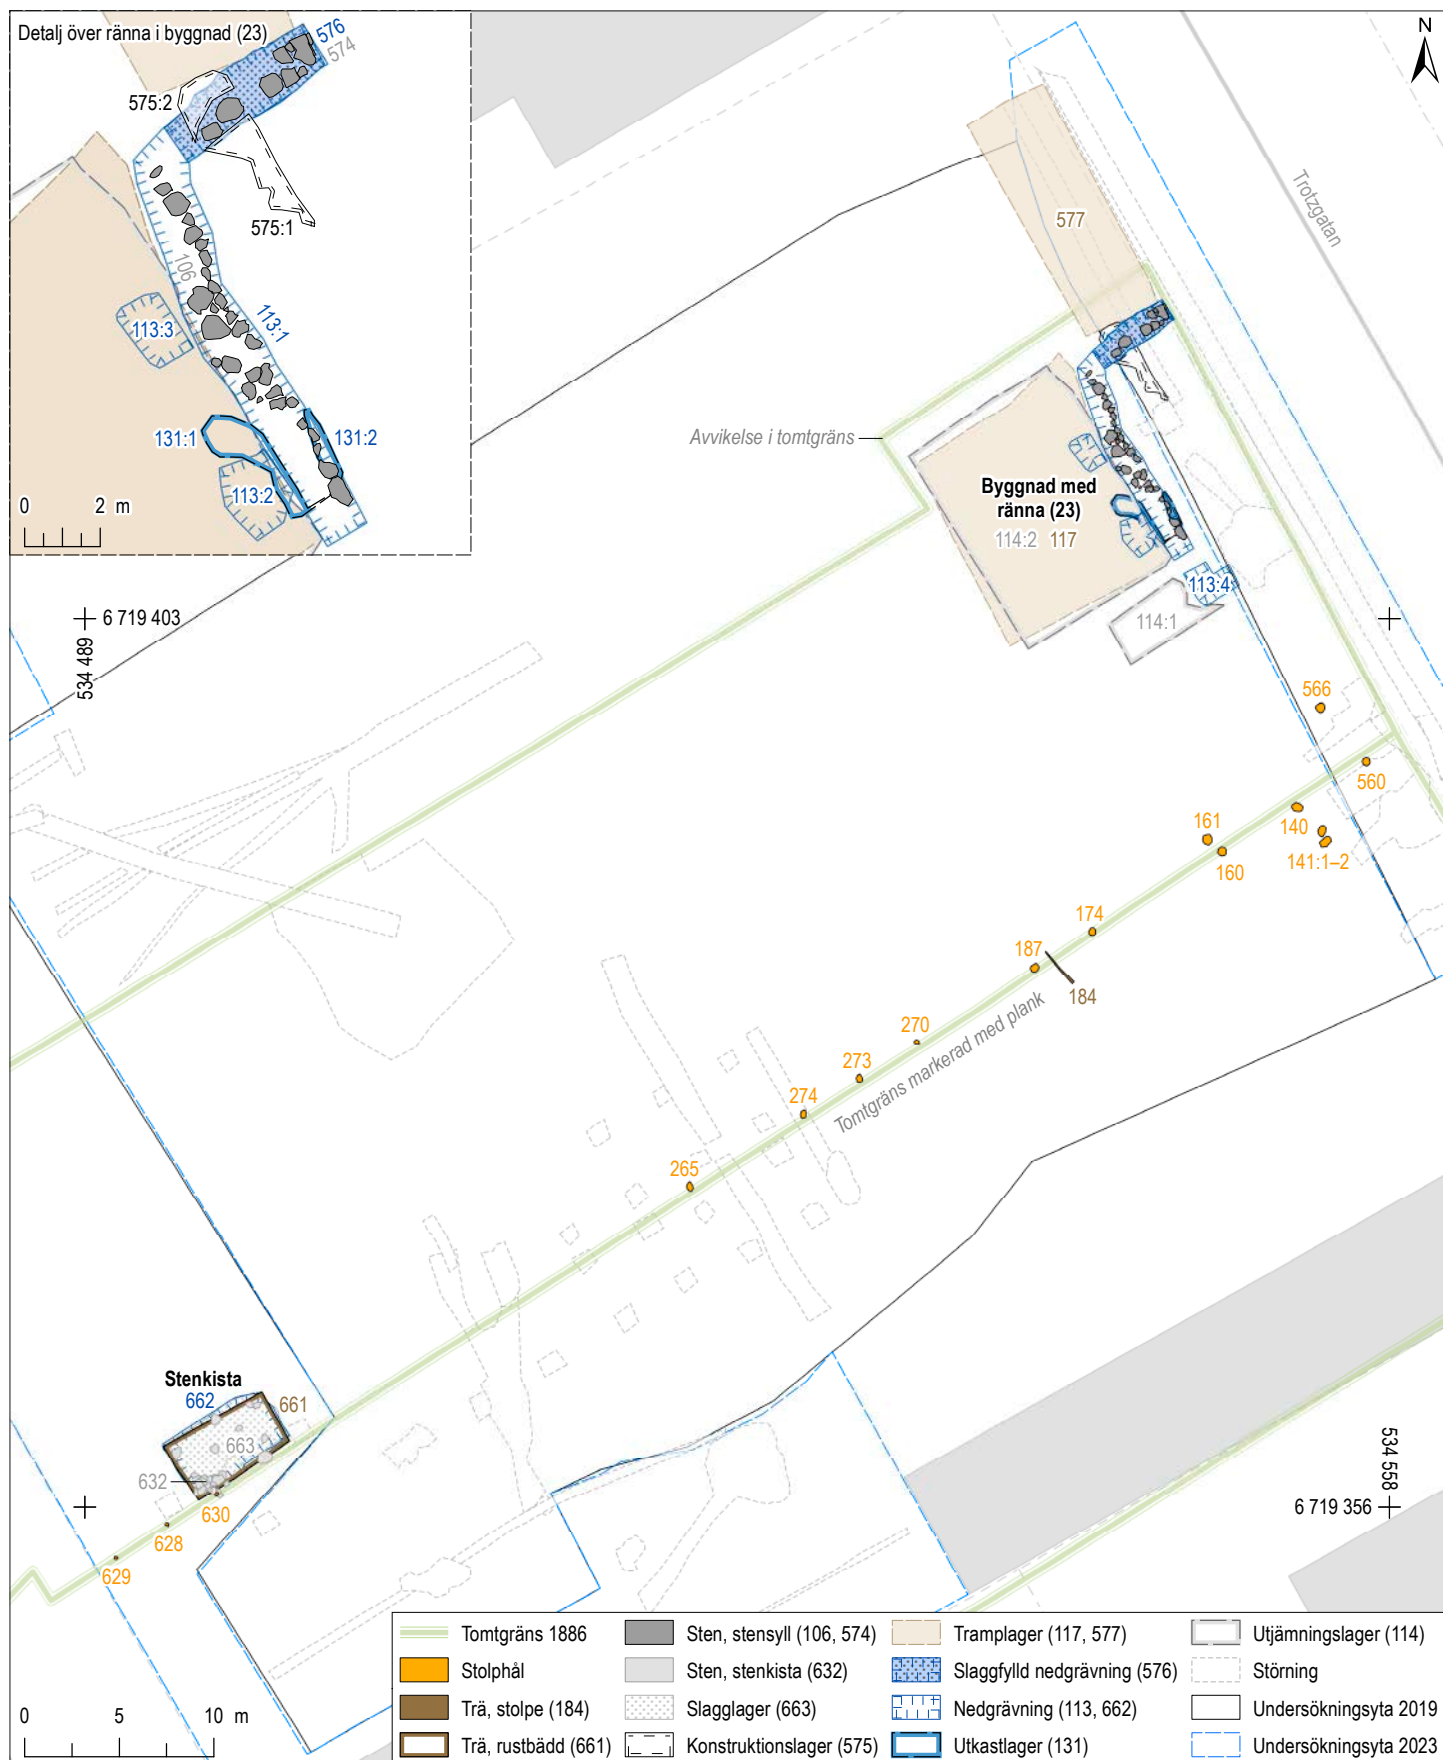 Detalj över ränna i byggnad (23)
576
574
575:2
575:1
106
113:1
113:3
131:1
131:2
113:2
0 2 m
N
Trotzgatan
577
Avvikelse i tomtgräns
Byggnad med
ränna (23)
114:2 117
113:4
114:1
6 719 403
534 489
566
560
140
141:1–2
161
160
174
187
184
270
273
274
Tomtgräns markerad med plank
265
Stenkista
662
661
663
632
630
628
629
534 558
6 719 356
0 5 10 m
Tomtgräns 1886
Stolphål
Trä, stolpe (184)
Trä, rustbädd (661)
Sten, stensyll (106, 574)
Sten, stenkista (632)
Slagglager (663)
Konstruktionslager (575)
Tramplager (117, 577)
Slaggfylld nedgrävning (576)
Nedgrävning (113, 662)
Utkastlager (131)
Utjämningslager (114)
Störning
Undersökningsyta 2019
Undersökningsyta 2023